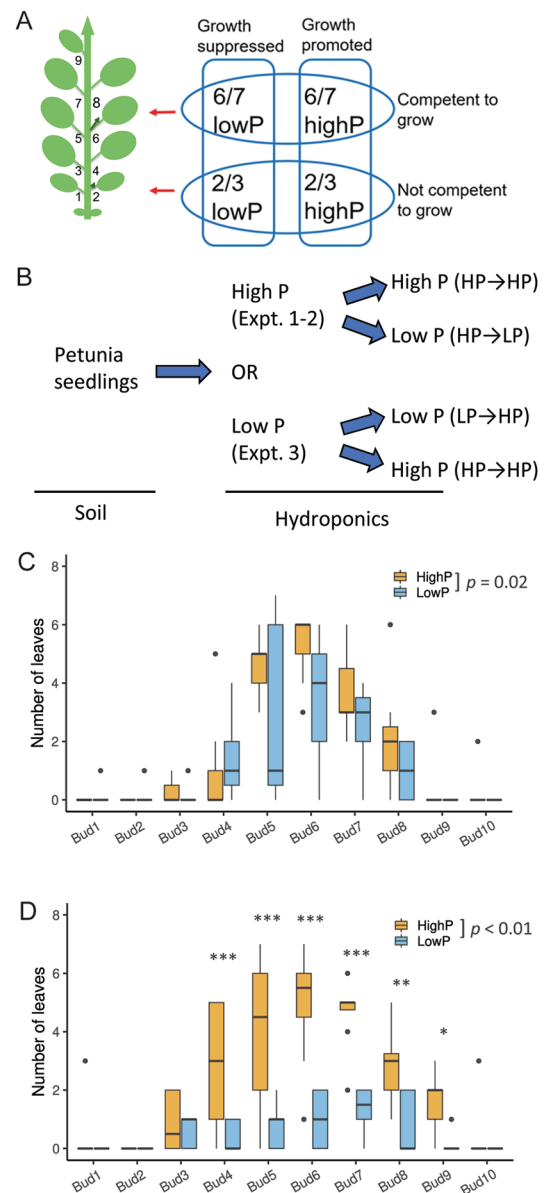 A
Growth
suppressed
Growth
promoted
9
7
8
5
6
3
4
1
2
6/7
lowP
6/7
highP
Competent to
grow
2/3
lowP
2/3
highP
Not competent
to grow
B
Petunia
seedlings
High P
(Expt. 1-2)
OR
Low P
(Expt. 3)
High P (HP→HP)
Low P (HP→LP)
Low P (LP→HP)
High P (HP→HP)
Soil
Hydroponics
C
Number of leaves
8
6
4
2
0
HighP
LowP
] p = 0.02
Bud1
Bud2
Bud3
Bud4
Bud5
Bud6
Bud7
Bud8
Bud9
Bud10
D
Number of leaves
8
6
4
2
0
HighP
LowP
] p < 0.01
***
***
***
***
**
*
Bud1
Bud2
Bud3
Bud4
Bud5
Bud6
Bud7
Bud8
Bud9
Bud10